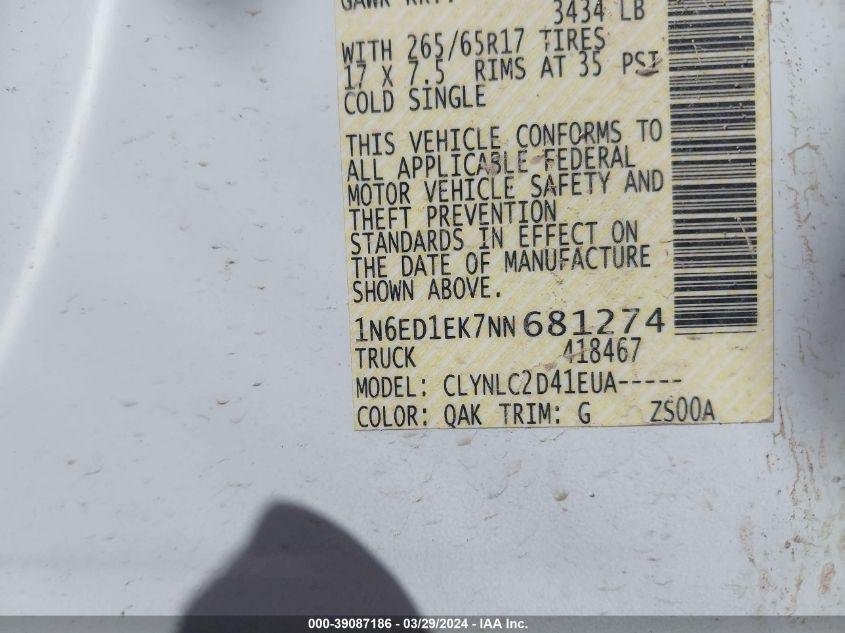 3434 LB
WITH 265/65R17 TIRES
17 X 7.5 RIMS AT 35 PSI
COLD SINGLE
THIS VEHICLE CONFORMS TO
ALL APPLICABLE FEDERAL
MOTOR VEHICLE SAFETY AND
THEFT PREVENTION
STANDARDS IN EFFECT ON
THE DATE OF MANUFACTURE
SHOWN ABOVE.
1N6ED1EK7NN681274
TRUCK 418467
MODEL: CLYNLC2D41EUA-----
COLOR: QAK TRIM: G ZS00A
000-39087186 - 03/29/2024 - IAA Inc.